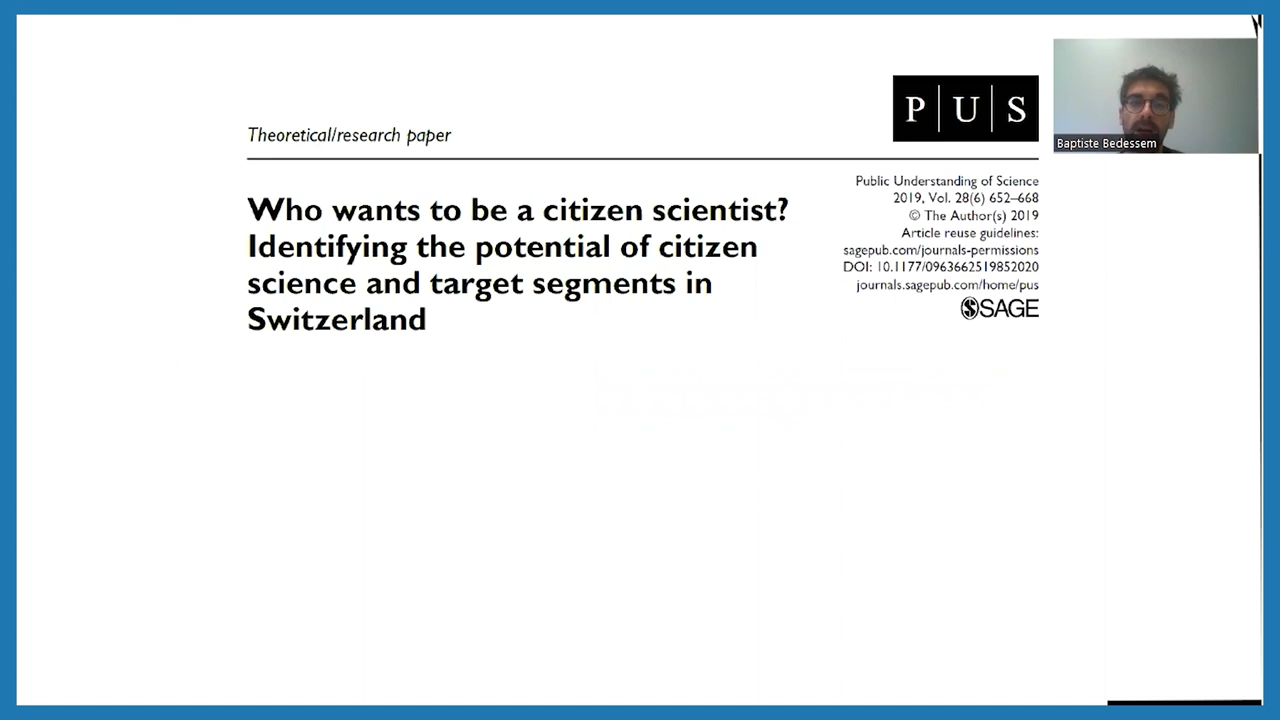 Theoretical/research paper
P U S
Baptiste Bedessem
Who wants to be a citizen scientist?
Identifying the potential of citizen
science and target segments in
Switzerland
Public Understanding of Science
2019, Vol. 28(6) 652–668
© The Author(s) 2019
Article reuse guidelines:
sagepub.com/journals-permissions
DOI: 10.1177/0963662519852020
journals.sagepub.com/home/pus
SAGE